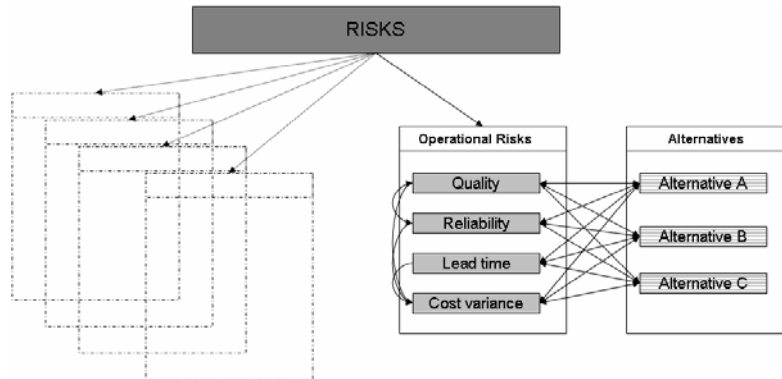 RISKS
Operational Risks
Quality
Reliability
Lead time
Cost variance
Alternatives
Alternative A
Alternative B
Alternative C